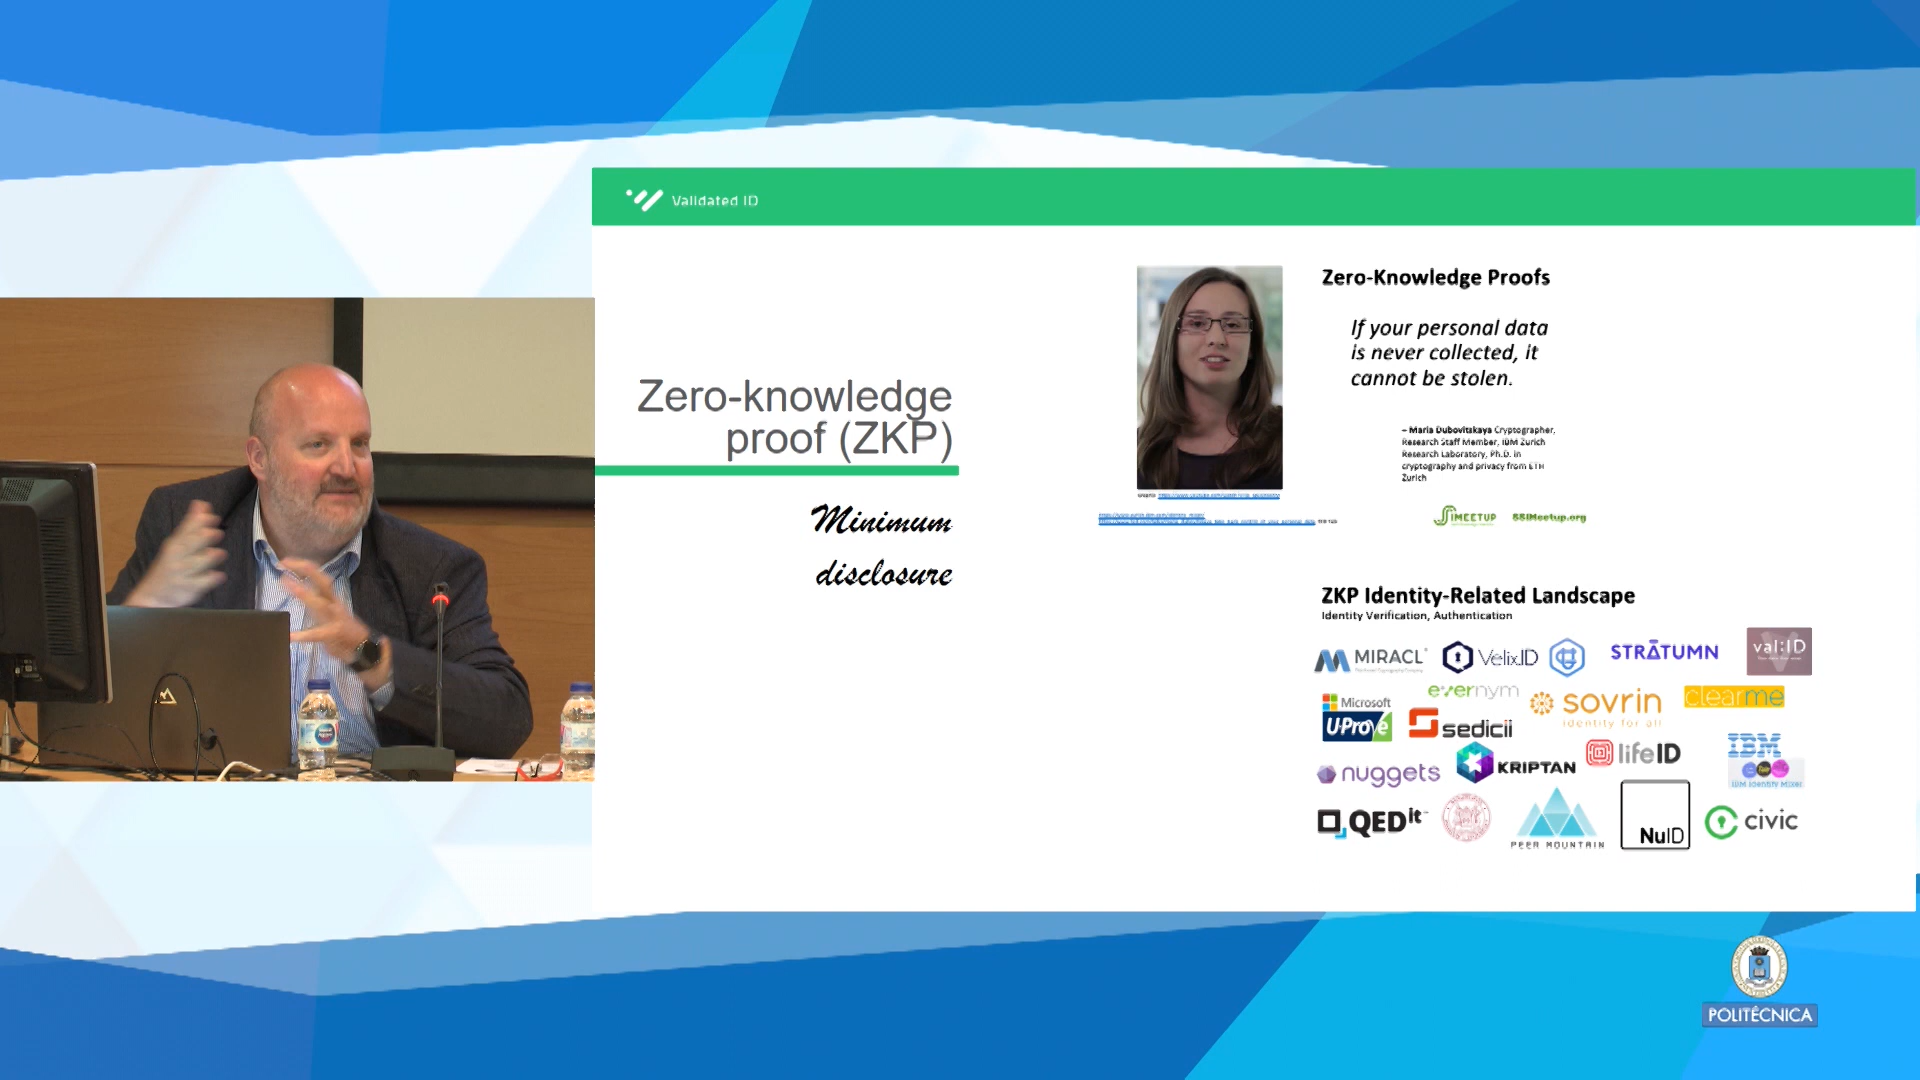 Validated ID
Zero-knowledge
proof (ZKP)
Minimum
disclosure
Zero-Knowledge Proofs
If your personal data
is never collected, it
cannot be stolen.
– Maria Dubovitskaya Cryptographer,
Research Staff Member, IBM Zurich
Research Laboratory, Ph.D. in
cryptography and privacy from ETH
Zurich
SSIMEETUP SSIMeetup.org
ZKP Identity-Related Landscape
Identity Verification, Authentication
MIRACL VelixID STRATUMN val:ID
Microsoft evernym sovrin clearme
U-Prove sedicii identity for all
nuggets KRIPTAN lifeID IBM
IBM Identity Mixer
QEDit PEER MOUNTAIN NuID civic
POLITÉCNICA